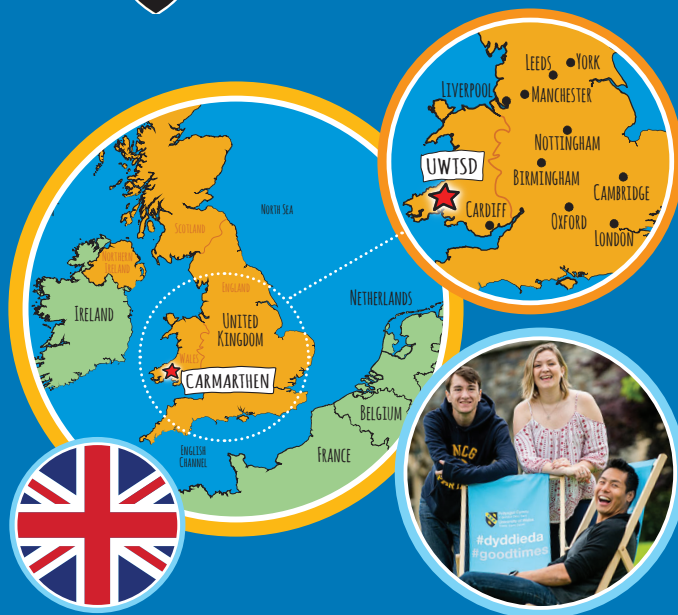 LEEDS
YORK
LIVERPOOL
MANCHESTER
NOTTINGHAM
UWTSD
BIRMINGHAM
CAMBRIDGE
CARDIFF
OXFORD
LONDON
NORTH SEA
SCOTLAND
NORTHERN
IRELAND
ENGLAND
NETHERLANDS
IRELAND
UNITED
KINGDOM
WALES
CARMARTHEN
BELGIUM
ENGLISH
CHANNEL
FRANCE
NCG
#dyddieda
#goodtimes